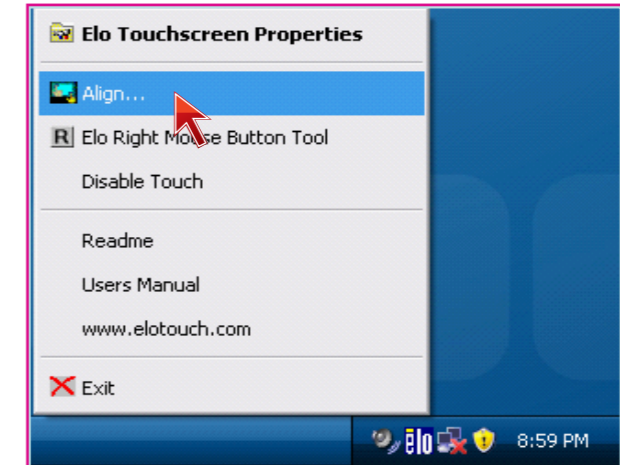 Elo Touchscreen Properties
Align...
R Elo Right Mouse Button Tool
Disable Touch
Readme
Users Manual
www.elotouch.com
Exit
elo 8:59 PM